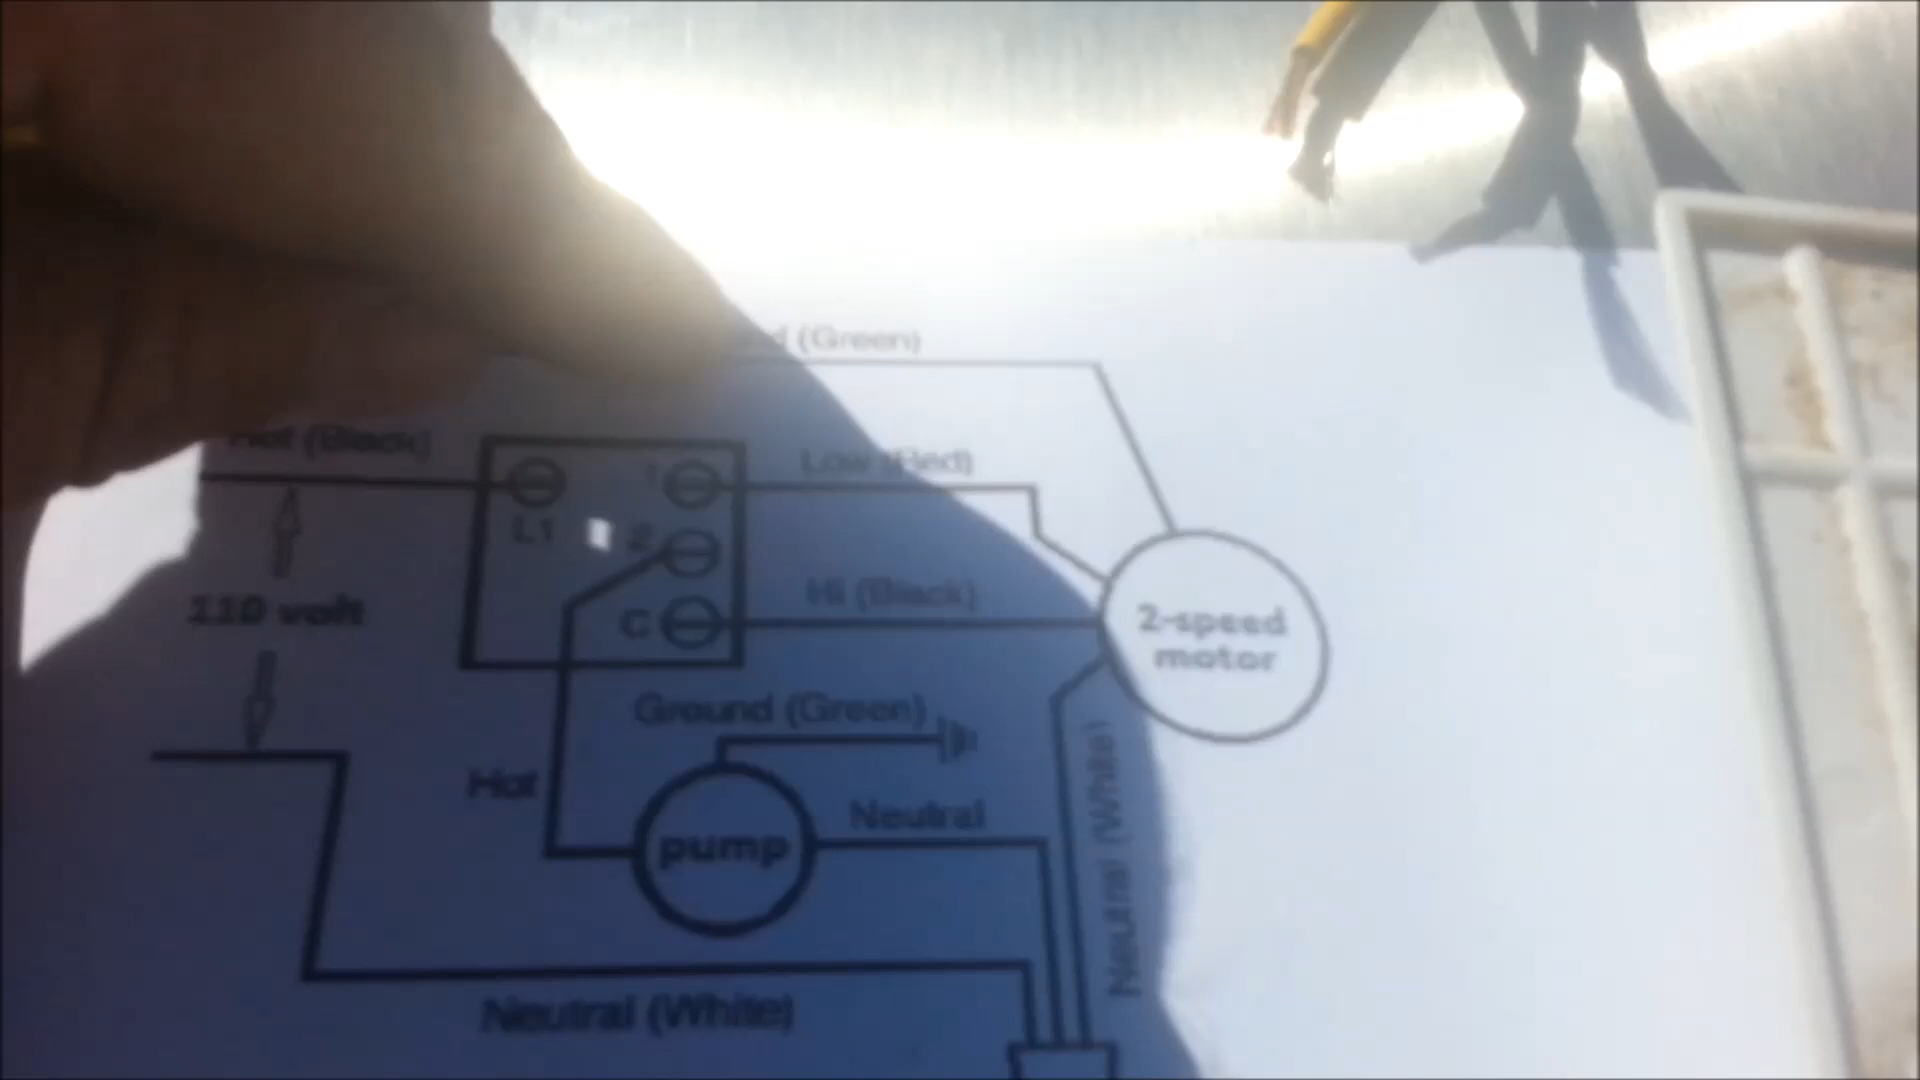 (Green)
(Black)
Low (Red)
L1
1
2
110 volt
Hi (Black)
C
2-speed
motor
Ground (Green)
Hot
Neutral
pump
Neutral (White)
Neutral (White)